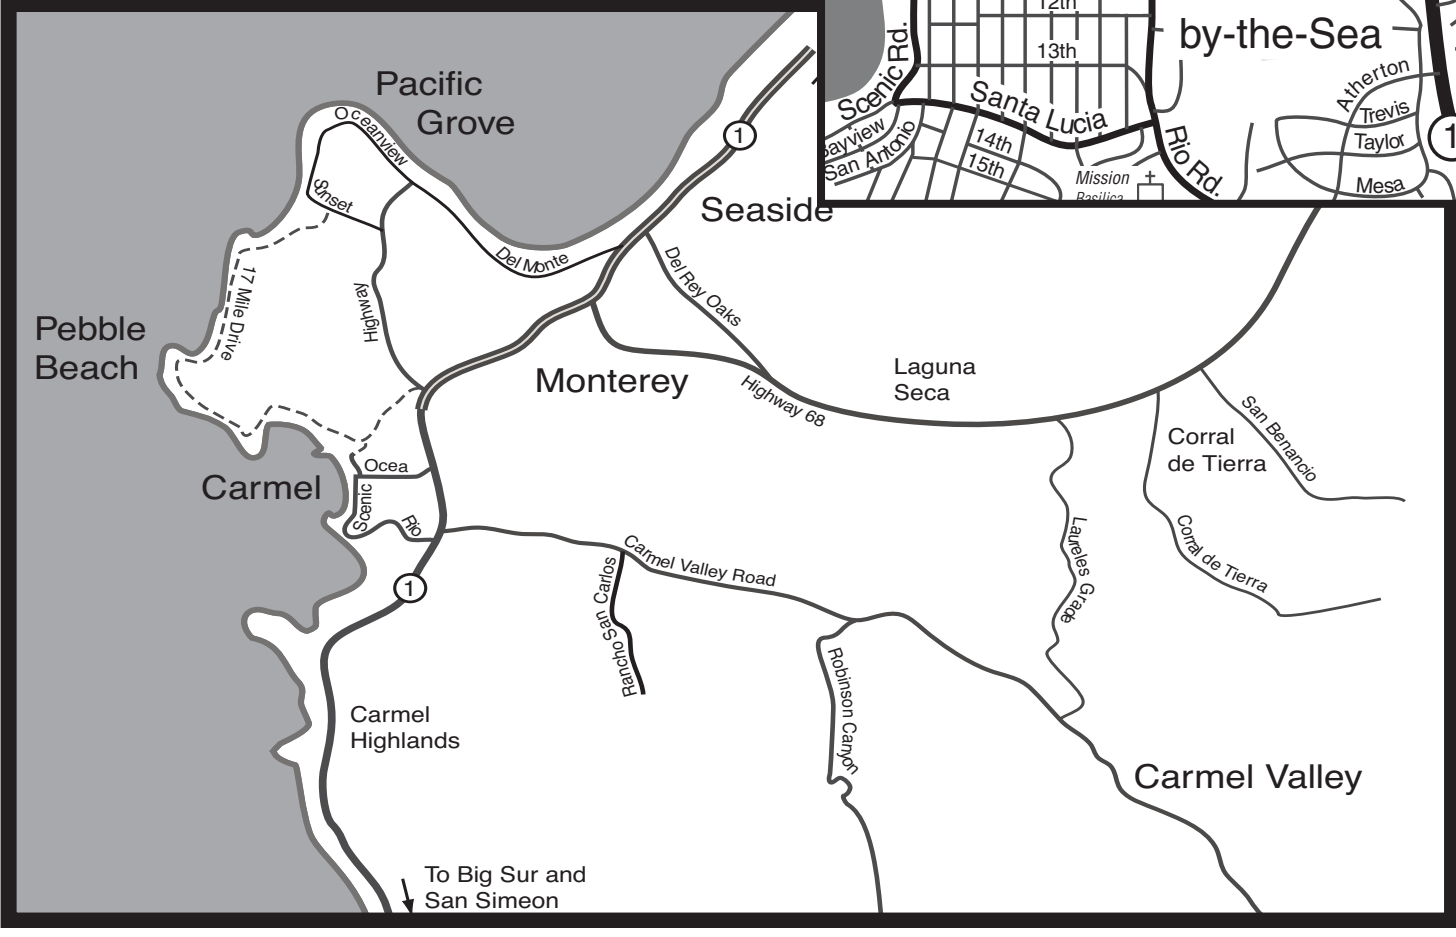 12th
by-the-Sea
13th
Scenic Rd.
Santa Lucia
Atherton
Trevis
Taylor
Mesa
1
Bayview
San Antonio
14th
15th
Rio Rd.
Mission
Basilica
Pacific
Grove
Oceanview
1
Sunset
Seaside
Del Monte
Del Rey Oaks
17 Mile Drive
Highway
Pebble
Beach
Monterey
Highway 68
Laguna
Seca
San Benancio
Corral
de Tierra
Carmel
Ocea
Scenic
Rio
Laureles Grade
Corral de Tierra
Carmel Valley Road
1
Rancho San Carlos
Robinson Canyon
Carmel
Highlands
Carmel Valley
To Big Sur and
San Simeon